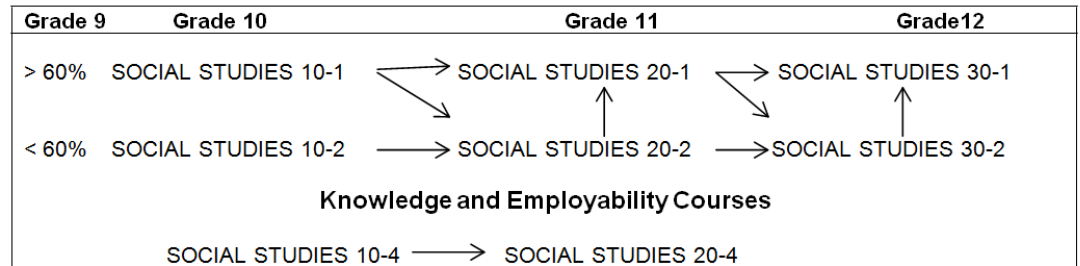 Grade 9 Grade 10 Grade 11 Grade12
> 60% SOCIAL STUDIES 10-1 SOCIAL STUDIES 20-1 SOCIAL STUDIES 30-1
< 60% SOCIAL STUDIES 10-2 SOCIAL STUDIES 20-2 SOCIAL STUDIES 30-2
Knowledge and Employability Courses
SOCIAL STUDIES 10-4 SOCIAL STUDIES 20-4